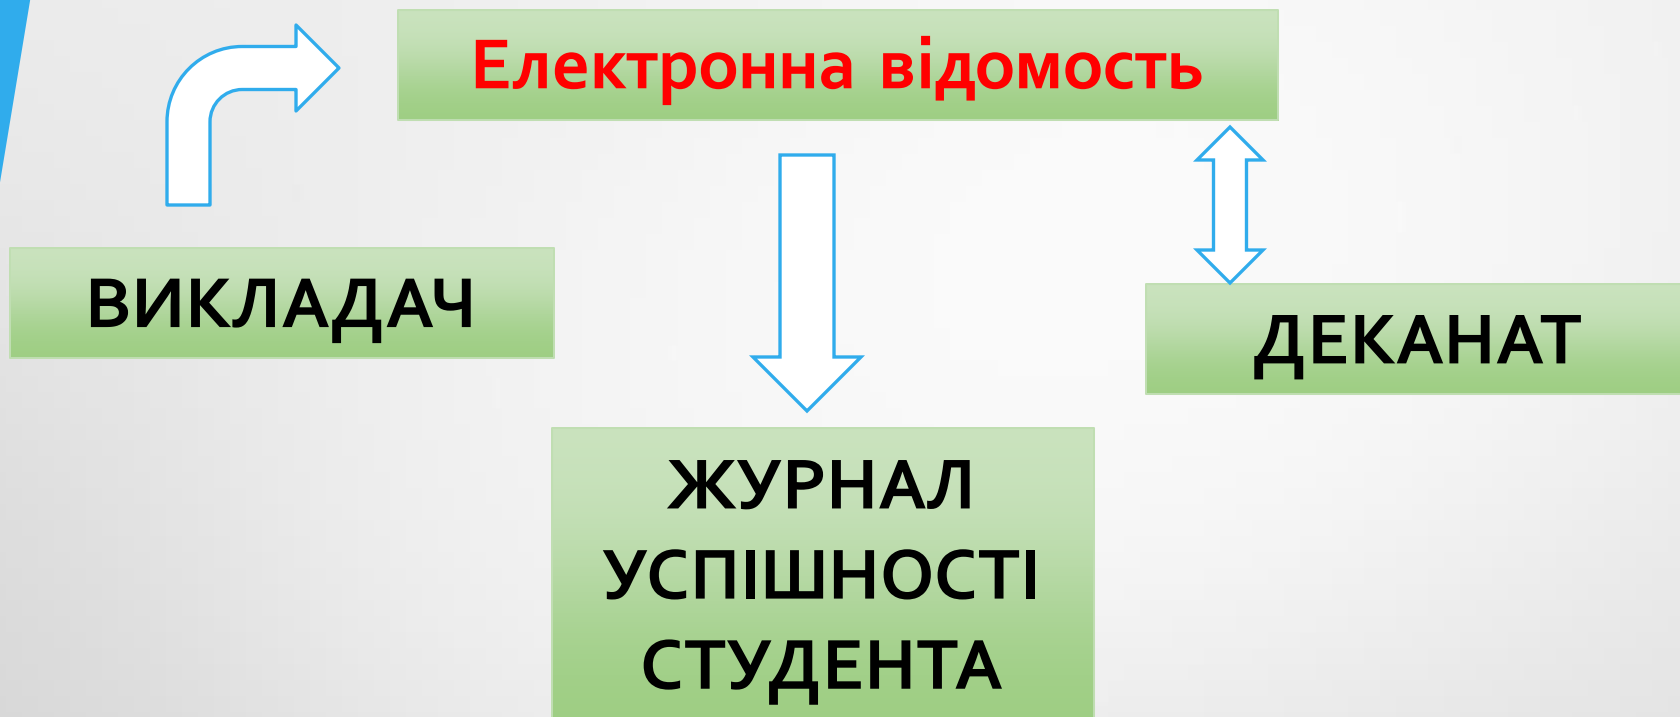 Електронна відомость
ВИКЛАДАЧ
ДЕКАНАТ
ЖУРНАЛ
УСПІШНОСТІ
СТУДЕНТА